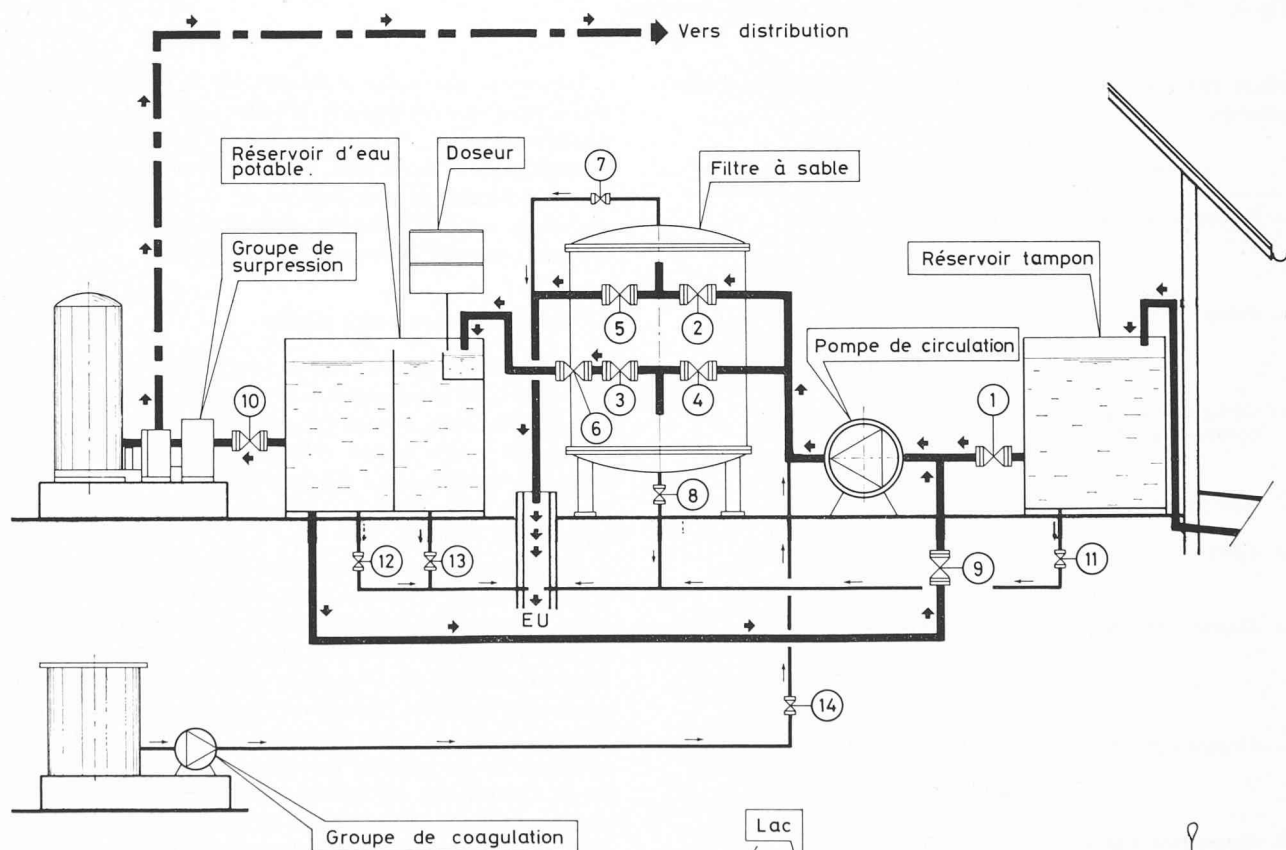 Vers distribution
Réservoir d'eau
potable.
Doseur
7
Filtre à sable
Groupe de
surpression
Réservoir tampon
5
2
Pompe de circulation
10
3
4
1
6
8
12
13
9
11
EU
14
Lac
Groupe de coagulation